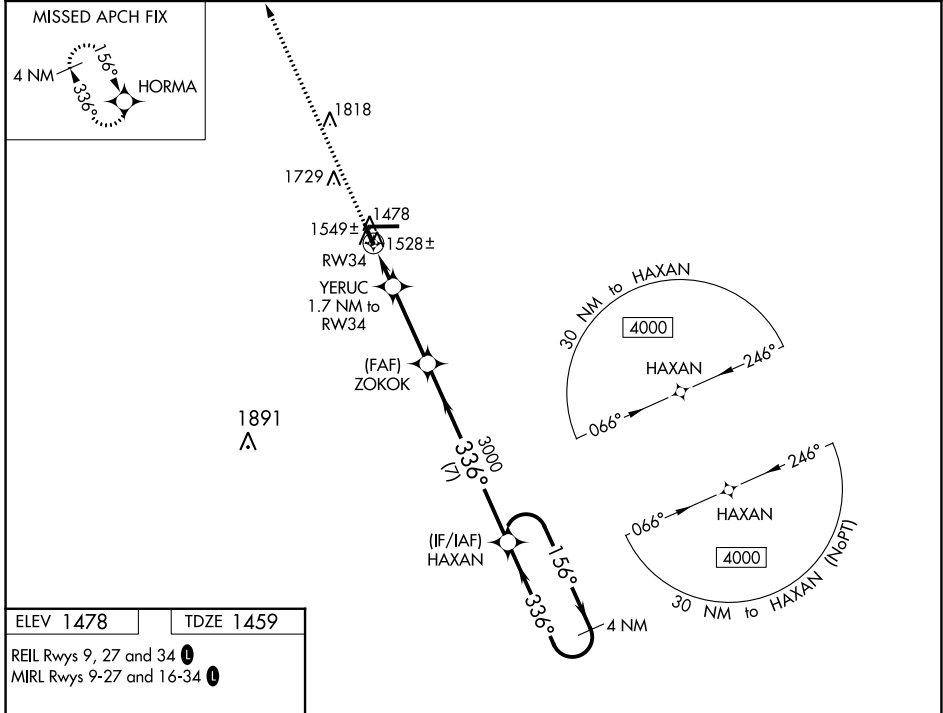 MISSED APCH FIX
4 NM
156°
336°
HORMA
1818
1729
1478
1549±
1528±
RW34
YERUC
1.7 NM to
RW34
(FAF)
ZOKOK
1891
3000
336°
(7)
(IF/IAF)
HAXAN
156°
336°
4 NM
30 NM to HAXAN
4000
HAXAN
246°
066°
246°
066°
HAXAN
4000
30 NM to HAXAN (NoPT)
ELEV 1478
TDZE 1459
REIL Rwys 9, 27 and 34 L
MIRL Rwys 9-27 and 16-34 L